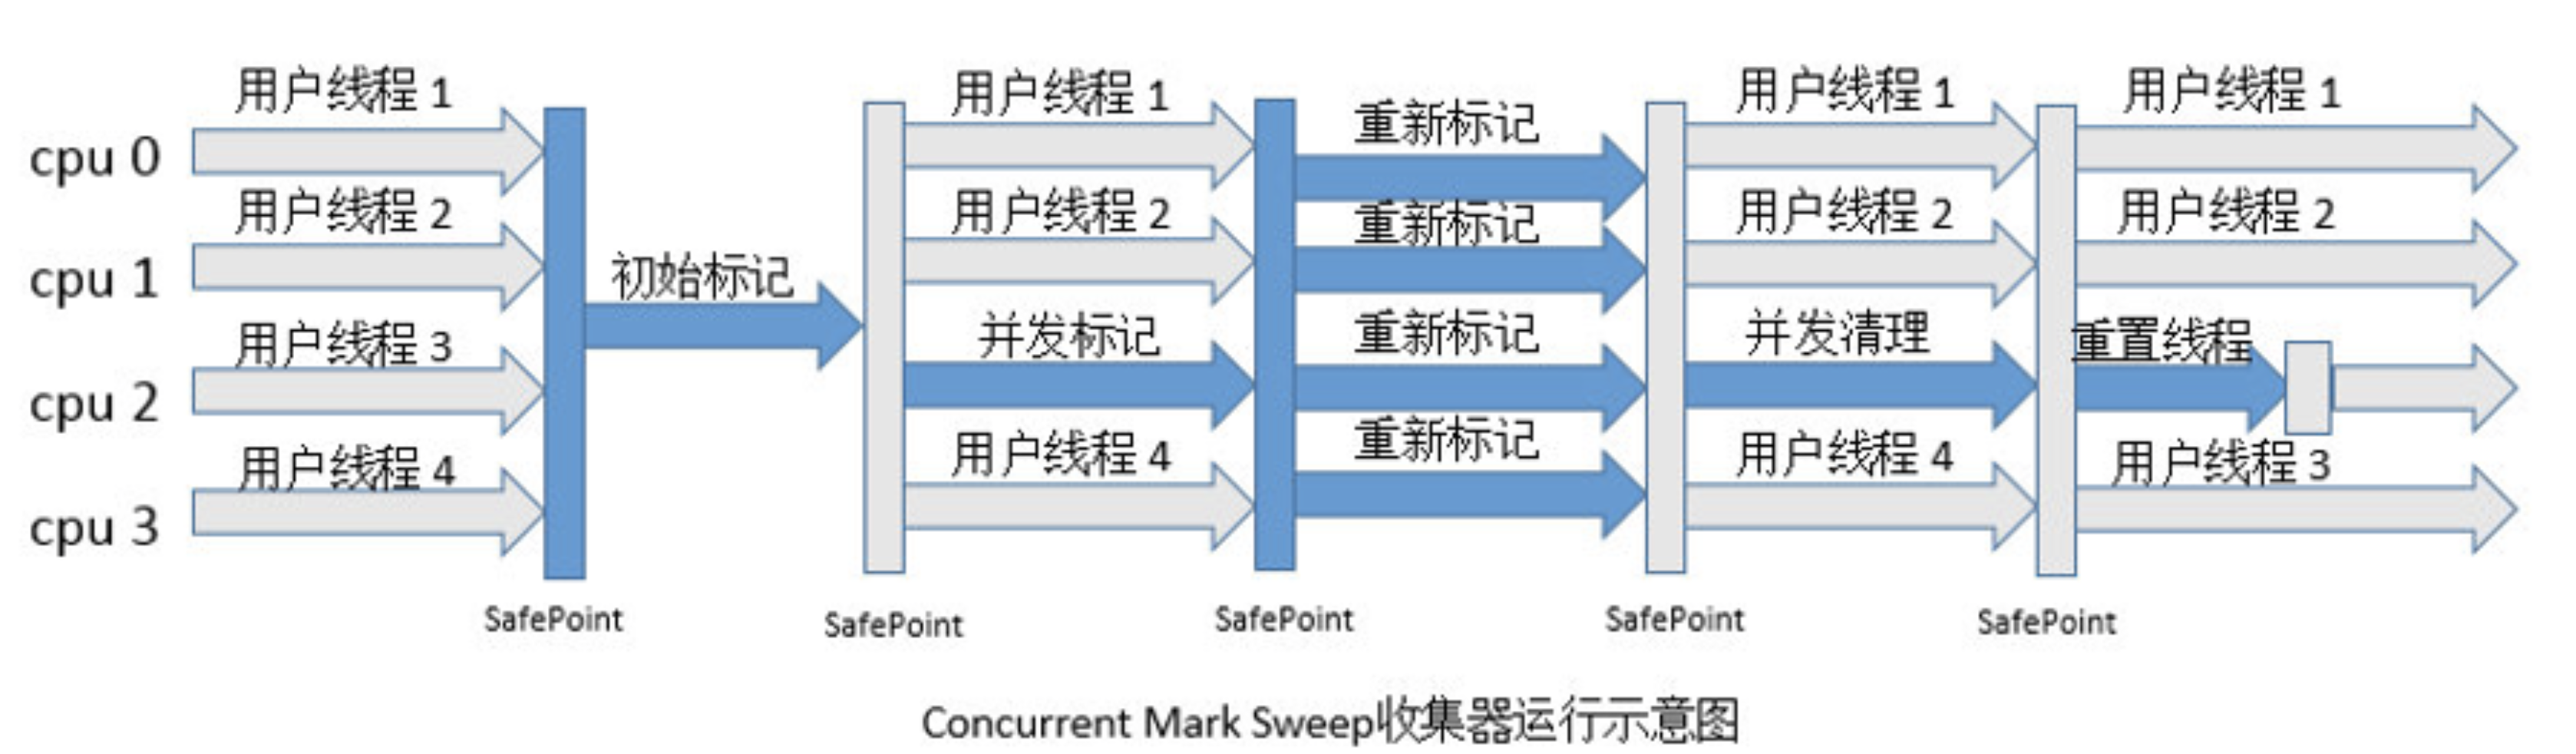 用户线程 1
用户线程 1
用户线程 1
用户线程 1
重新标记
cpu 0
用户线程 2
用户线程 2
重新标记
用户线程 2
用户线程 2
cpu 1
初始标记
用户线程 3
并发标记
重新标记
并发清理
重置线程
cpu 2
用户线程 4
用户线程 4
重新标记
用户线程 4
用户线程 3
cpu 3
SafePoint
SafePoint
SafePoint
SafePoint
SafePoint
Concurrent Mark Sweep收集器运行示意图